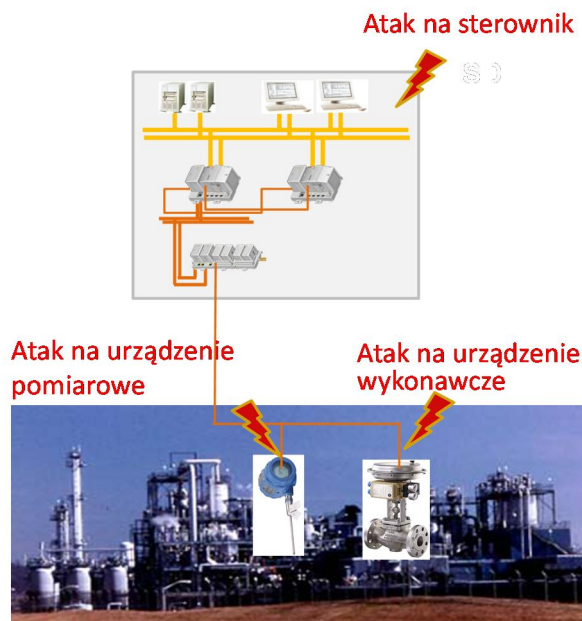 Atak na sterownik
Atak na urządzenie
pomiarowe
Atak na urządzenie
wykonawcze